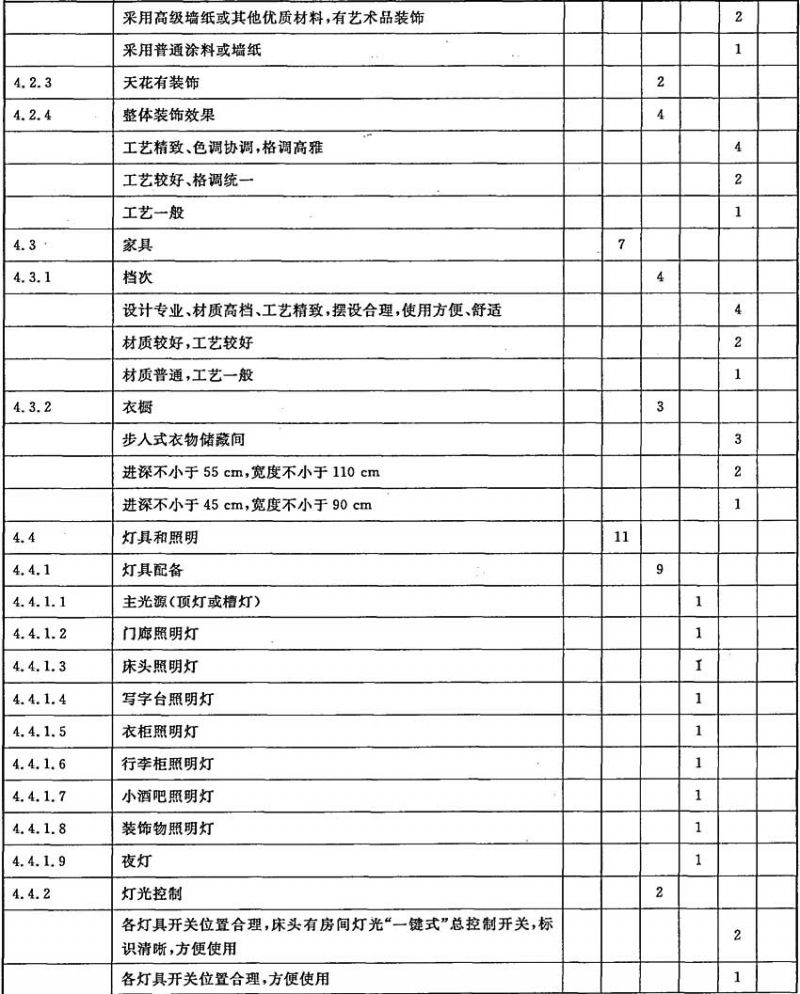 采用高级墙纸或其他优质材料,有艺术品装饰 2
采用普通涂料或墙纸 1
4.2.3 天花有装饰 2
4.2.4 整体装饰效果 4
工艺精致、色调协调,格调高雅 4
工艺较好、格调统一 2
工艺一般 1
4.3 家具 7
4.3.1 档次 4
设计专业、材质高档、工艺精致,摆设合理,使用方便、舒适 4
材质较好,工艺较好 2
材质普通,工艺一般 1
4.3.2 衣橱 3
步人式衣物储藏间 3
进深不小于 55 cm,宽度不小于 110 cm 2
进深不小于 45 cm,宽度不小于 90 cm 1
4.4 灯具和照明 11
4.4.1 灯具配备 9
4.4.1.1 主光源(顶灯或槽灯) 1
4.4.1.2 门廊照明灯 1
4.4.1.3 床头照明灯 1
4.4.1.4 写字台照明灯 1
4.4.1.5 衣柜照明灯 1
4.4.1.6 行李柜照明灯 1
4.4.1.7 小酒吧照明灯 1
4.4.1.8 装饰物照明灯 1
4.4.1.9 夜灯 1
4.4.2 灯光控制 2
各灯具开关位置合理,床头有房间灯光“一键式”总控制开关,标
识清晰,方便使用 2
各灯具开关位置合理,方便使用 1